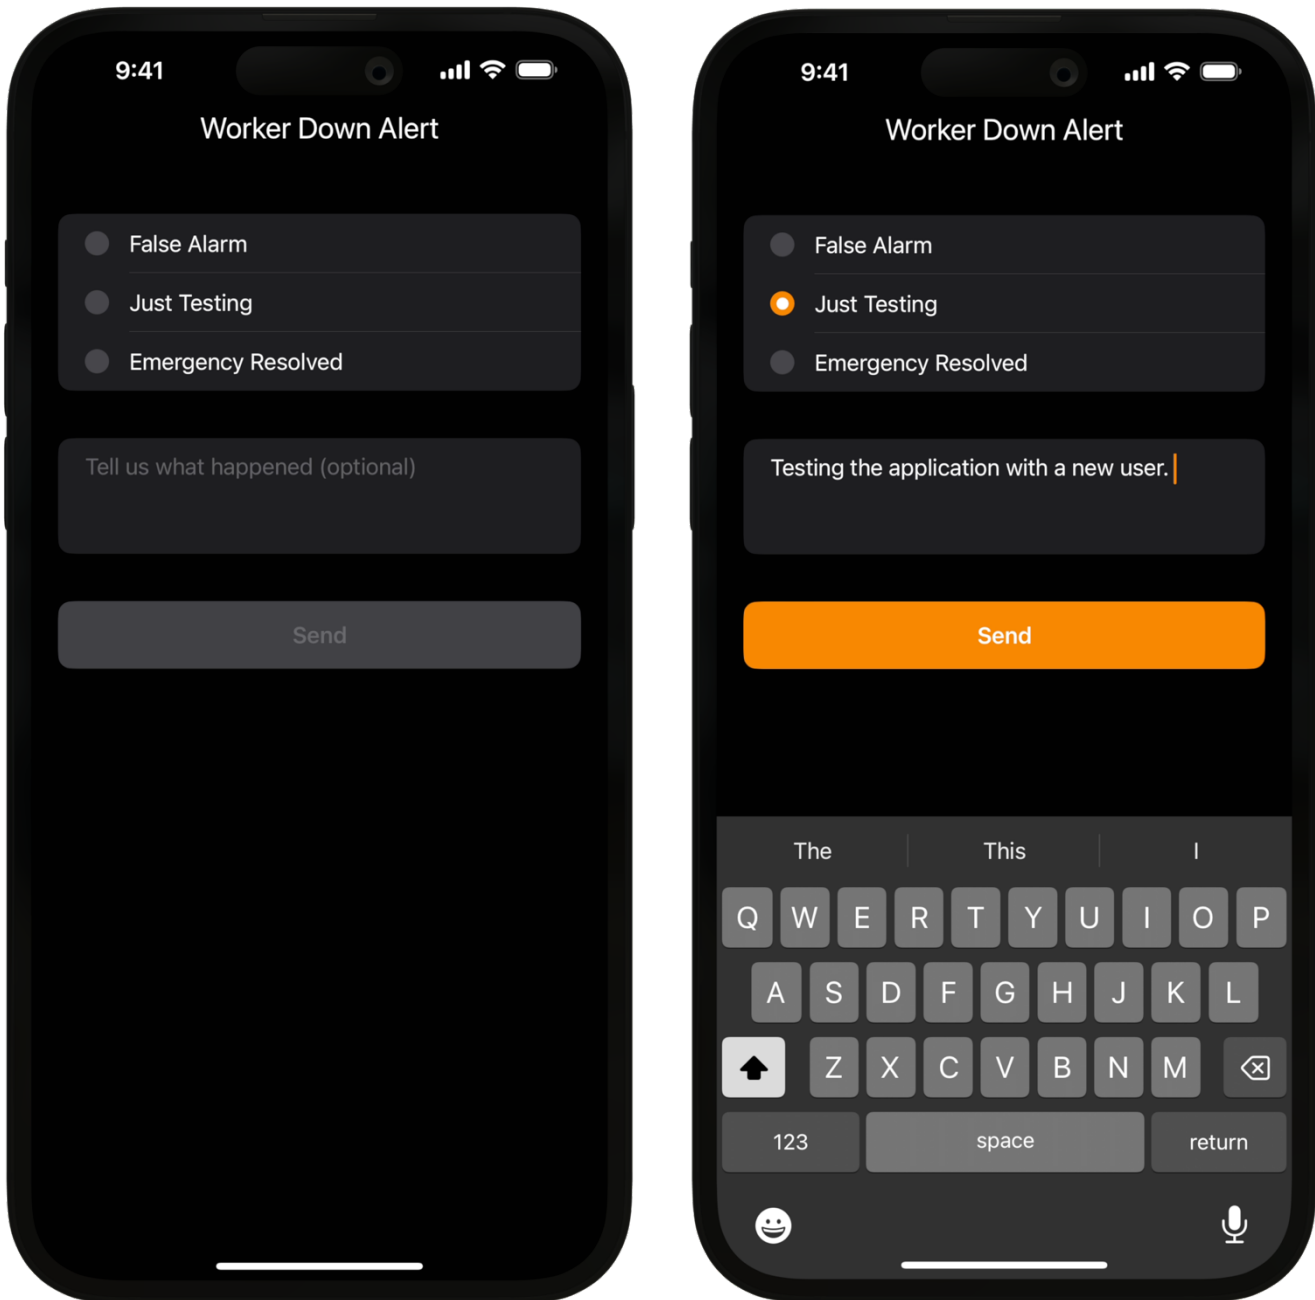 9:41
Worker Down Alert
False Alarm
Just Testing
Emergency Resolved
Tell us what happened (optional)
Send
9:41
Worker Down Alert
False Alarm
Just Testing
Emergency Resolved
Testing the application with a new user.
Send
The This I
Q W E R T Y U I O P
A S D F G H J K L
Z X C V B N M
123 space return